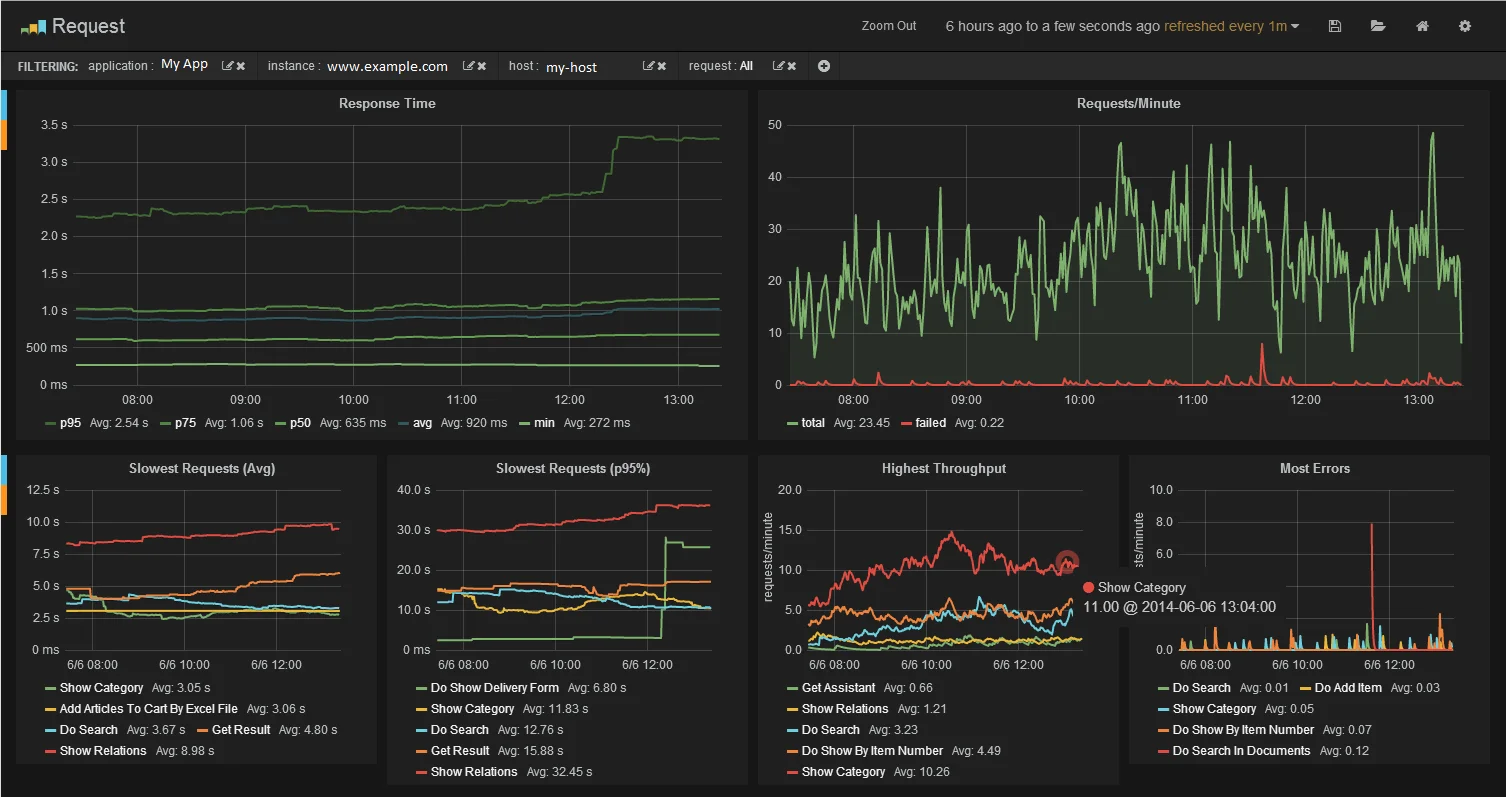 Request
Zoom Out 6 hours ago to a few seconds ago refreshed every 1m
FILTERING: application : My App instance : www.example.com host : my-host request : All
Response Time
3.5 s
3.0 s
2.5 s
2.0 s
1.5 s
1.0 s
500 ms
0 ms
08:00 09:00 10:00 11:00 12:00 13:00
p95 Avg: 2.54 s p75 Avg: 1.06 s p50 Avg: 635 ms avg Avg: 920 ms min Avg: 272 ms
Requests/Minute
50
40
30
20
10
0
08:00 09:00 10:00 11:00 12:00 13:00
total Avg: 23.45 failed Avg: 0.22
Slowest Requests (Avg)
12.5 s
10.0 s
7.5 s
5.0 s
2.5 s
0 ms
6/6 08:00 6/6 10:00 6/6 12:00
Show Category Avg: 3.05 s
Add Articles To Cart By Excel File Avg: 3.06 s
Do Search Avg: 3.67 s Get Result Avg: 4.80 s
Show Relations Avg: 8.98 s
Slowest Requests (p95%)
40.0 s
30.0 s
20.0 s
10.0 s
0 ms
6/6 08:00 6/6 10:00 6/6 12:00
Do Show Delivery Form Avg: 6.80 s
Show Category Avg: 11.83 s
Do Search Avg: 12.76 s
Get Result Avg: 15.88 s
Show Relations Avg: 32.45 s
Highest Throughput
requests/minute
20.0
15.0
10.0
5.0
0.0
6/6 08:00 6/6 10:00 6/6 12:00
Show Category
11.00 @ 2014-06-06 13:04:00
Get Assistant Avg: 0.66
Show Relations Avg: 1.21
Do Search Avg: 3.23
Do Show By Item Number Avg: 4.49
Show Category Avg: 10.26
Most Errors
sts/minute
10.0
8.0
6.0
0.0
6/6 08:00 6/6 10:00 6/6 12:00
Do Search Avg: 0.01 Do Add Item Avg: 0.03
Show Category Avg: 0.05
Do Show By Item Number Avg: 0.07
Do Search In Documents Avg: 0.12